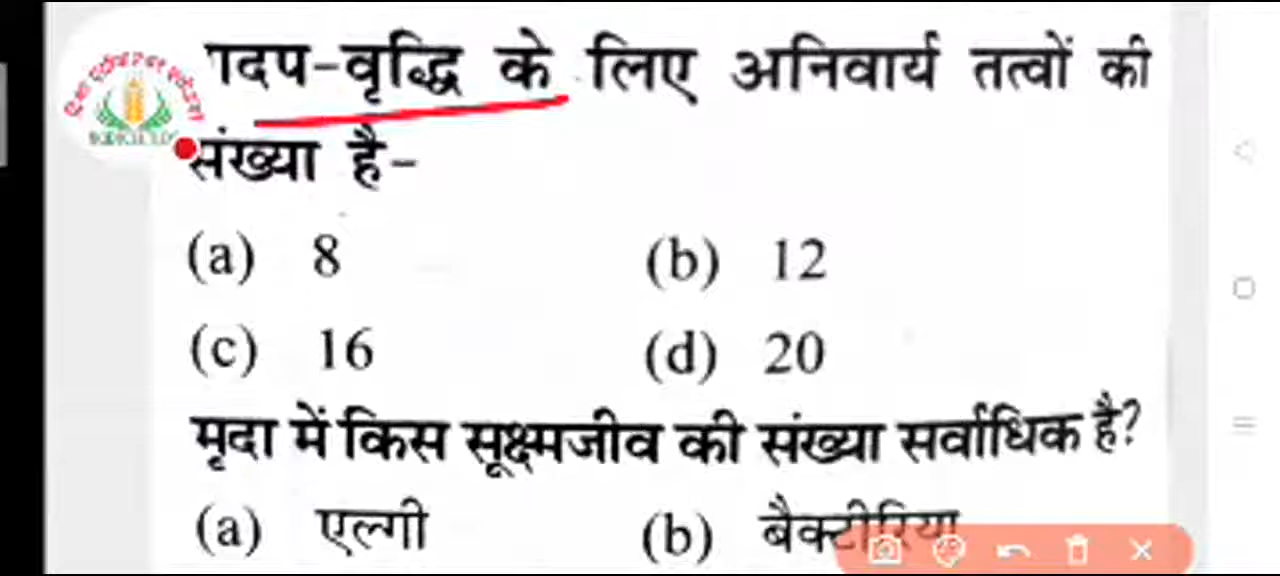 ादप-वृद्धि के लिए अनिवार्य तत्वों की
संख्या है-
(a) 8 (b) 12
(c) 16 (d) 20
मृदा में किस सूक्ष्मजीव की संख्या सर्वाधिक है?
(a) एल्गी (b) बैक्टीरिया